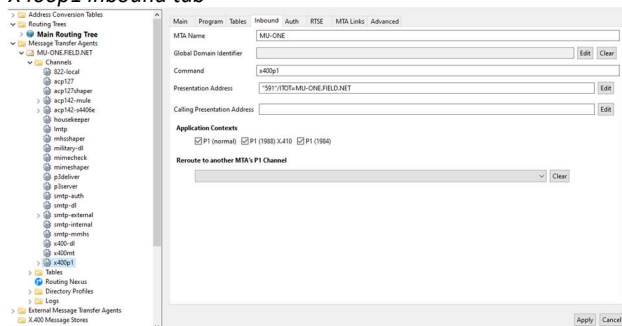 X400p1 Inbound tab
Address Conversion Tables
Routing Trees
Main Routing Tree
Message Transfer Agents
MU-ONE.FIELD.NET
Channels
822-local
acp127
acp127shaper
acp142-mule
acp142-s4406e
housekeeper
lmtp
mhsshaper
military-dl
mimecheck
mimeshaper
p3deliver
p3server
smtp-auth
smtp-dl
smtp-external
smtp-internal
smtp-mmhs
x400-dl
x400mt
x400p1
Tables
Routing Nexus
Directory Profiles
Logs
External Message Transfer Agents
X.400 Message Stores
Main Program Tables Inbound Auth RTSE MTA Links Advanced
MTA Name MU-ONE
Global Domain Identifier Edit Clear
Command x400p1
Presentation Address "591"/ITOT=MU-ONE.FIELD.NET Edit
Calling Presentation Address Edit
Application Contexts
P1 (normal) P1 (1988) X.410 P1 (1984)
Reroute to another MTA's P1 Channel
Clear
Apply Cancel